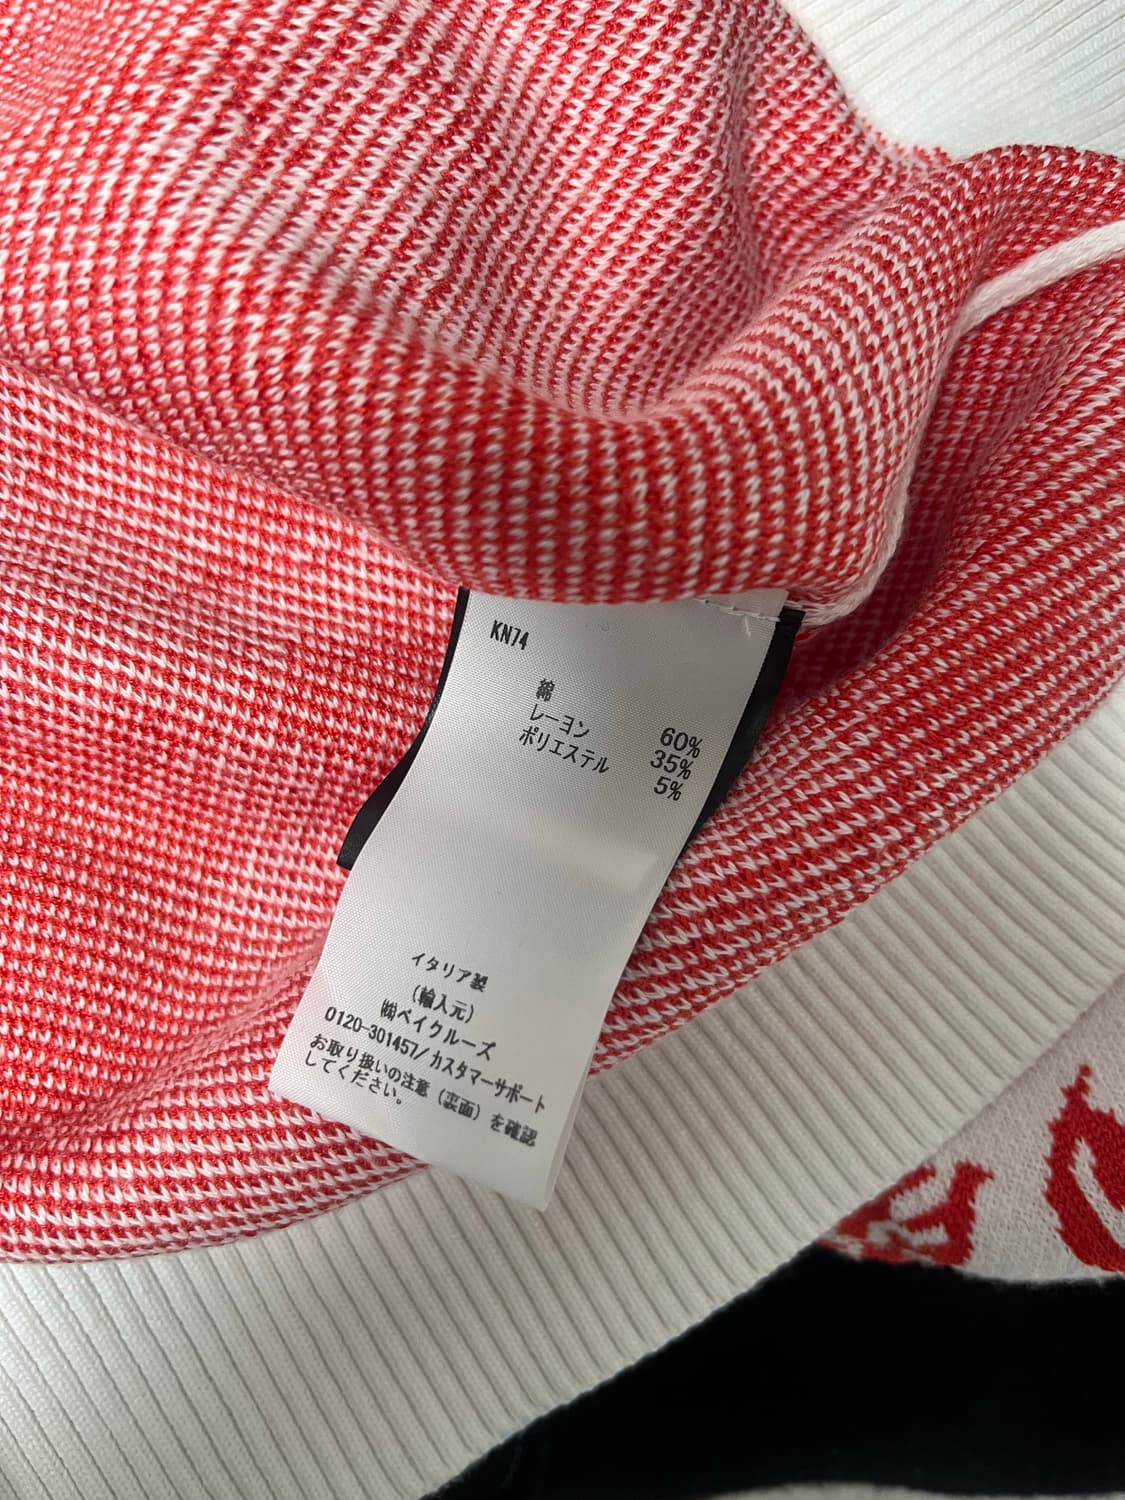 KN74
綿 60%
レーヨン 35%
ポリエステル 5%
イタリア製
(輸入元)
㈱ベイクルーズ
0120-301457/カスタマーサポート
お取り扱いの注意(裏面)を確認
してください。